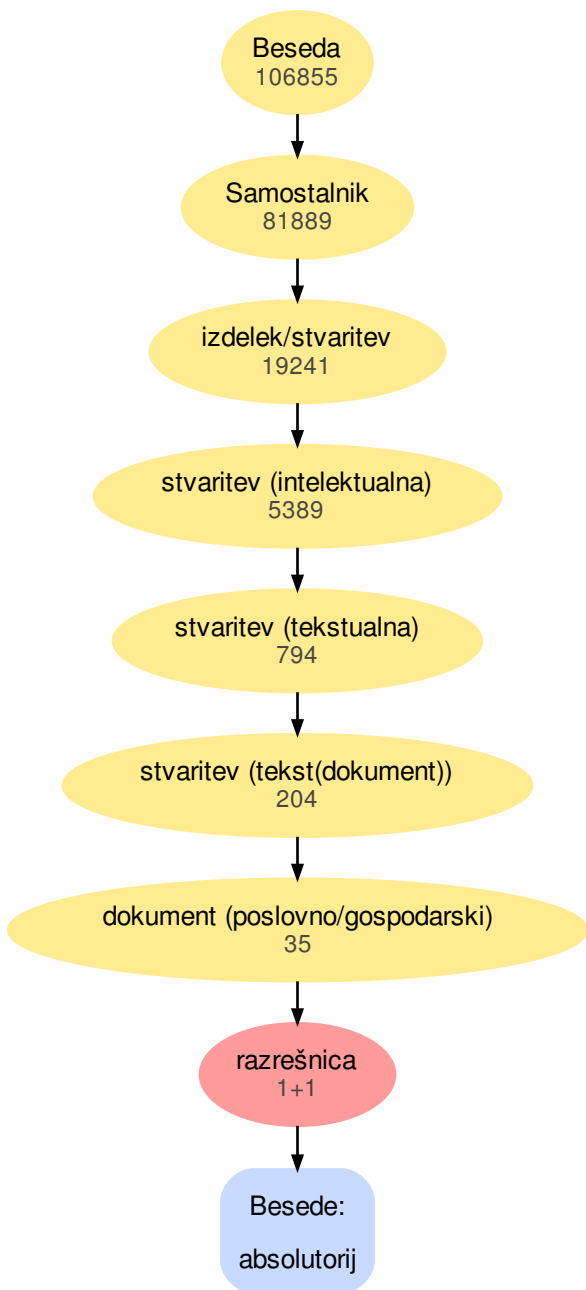 Beseda
106855
Samostalnik
81889
izdelek/stvaritev
19241
stvaritev (intelektualna)
5389
stvaritev (tekstualna)
794
stvaritev (tekst(dokument))
204
dokument (poslovno/gospodarski)
35
razrešnica
1+1
Besede:
absolutorij